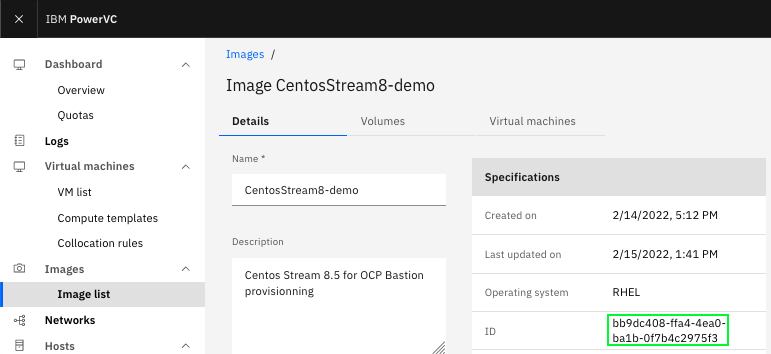 IBM PowerVC
Dashboard
Overview
Quotas
Logs
Virtual machines
VM list
Compute templates
Collocation rules
Images
Image list
Networks
Hosts
Images /
Image CentosStream8-demo
Details
Volumes
Virtual machines
Name *
CentosStream8-demo
Description
Centos Stream 8.5 for OCP Bastion
provisionning
Specifications
Created on
2/14/2022, 5:12 PM
Last updated on
2/15/2022, 1:41 PM
Operating system
RHEL
ID
bb9dc408-ffa4-4ea0-
ba1b-0f7b4c2975f3